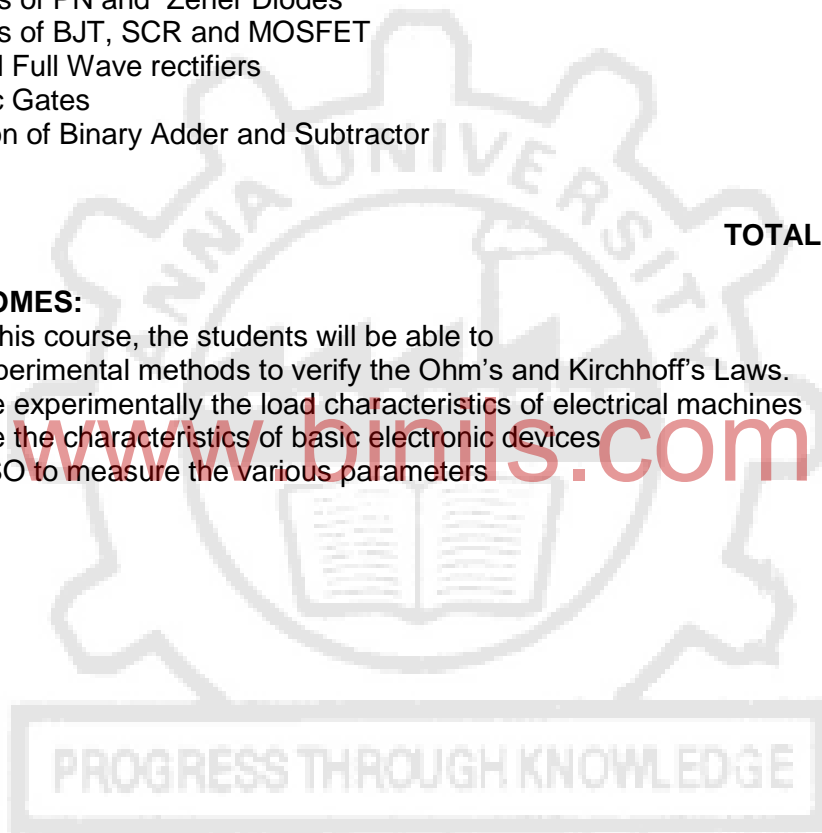 s of PN and Zener Diodes
s of BJT, SCR and MOSFET
d Full Wave rectifiers
c Gates
on of Binary Adder and Subtractor
TOTAL
OMES:
this course, the students will be able to
perimental methods to verify the Ohm's and Kirchhoff's Laws.
e experimentally the load characteristics of electrical machines
e the characteristics of basic electronic devices
SO to measure the various parameters
www.binils.com
NNA UNIVERSITY
PROGRESS THROUGH KNOWLEDGE